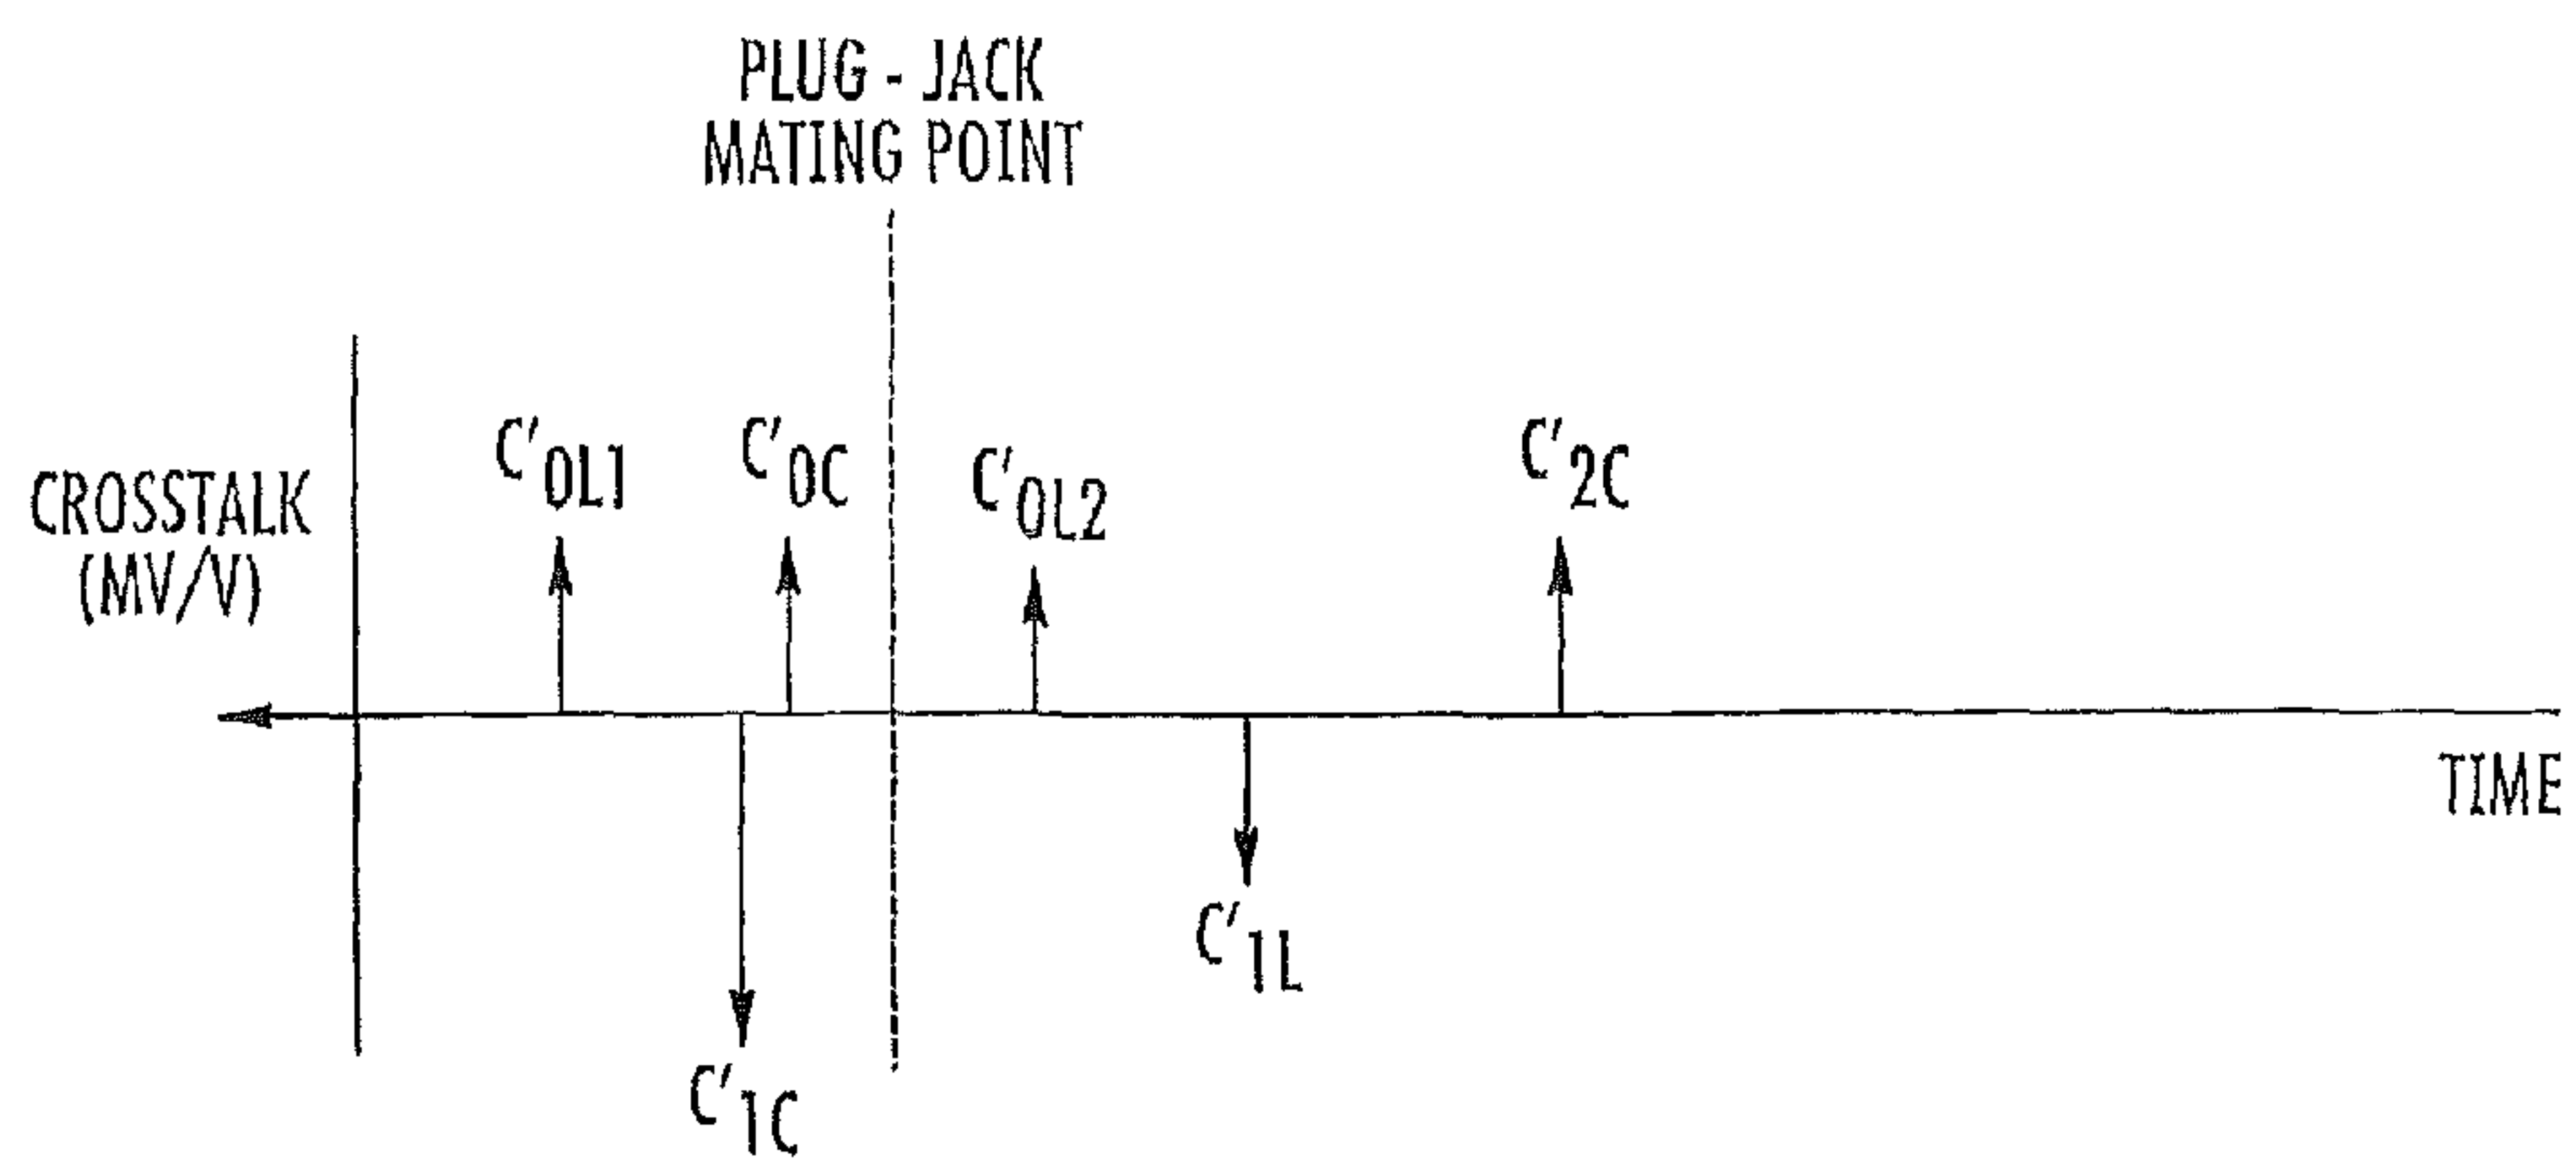 PLUG - JACK
MATING POINT
C'0L1
C'0C
C'0L2
C'2C
CROSSTALK
(MV/V)
TIME
C'1L
C'1C